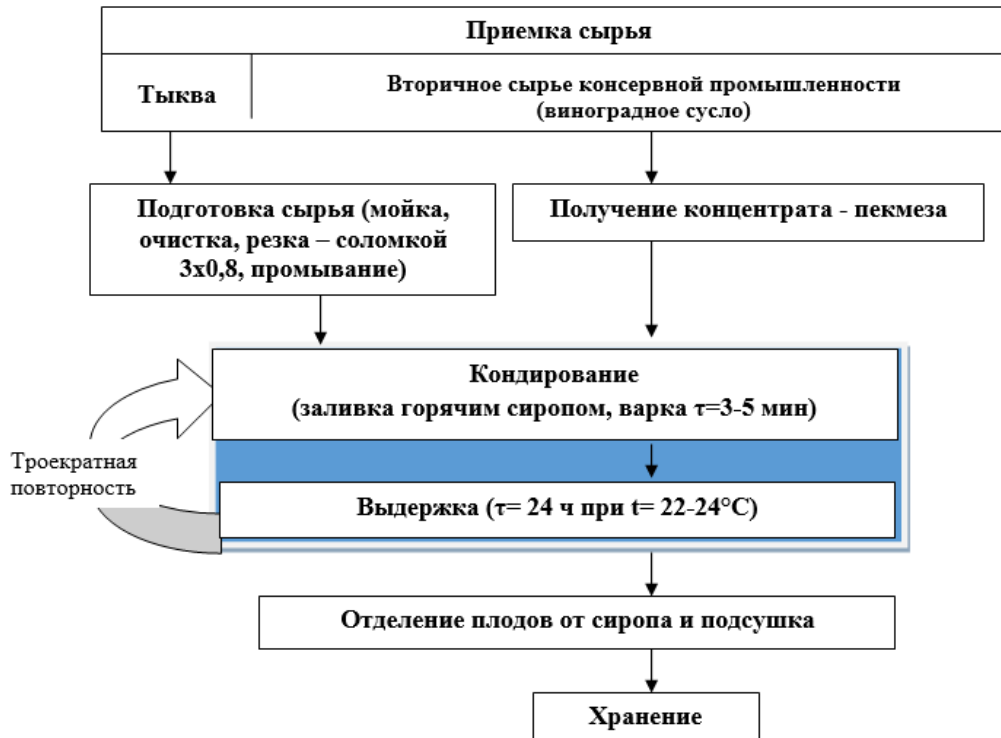 Приемка сырья
Тыква
Вторичное сырье консервной промышленности
(виноградное сусло)
Подготовка сырья (мойка,
очистка, резка – соломкой
3х0,8, промывание)
Получение концентрата - пекмеза
Кондирование
(заливка горячим сиропом, варка τ=3-5 мин)
Троекратная
повторность
Выдержка (τ= 24 ч при t= 22-24°С)
Отделение плодов от сиропа и подсушка
Хранение